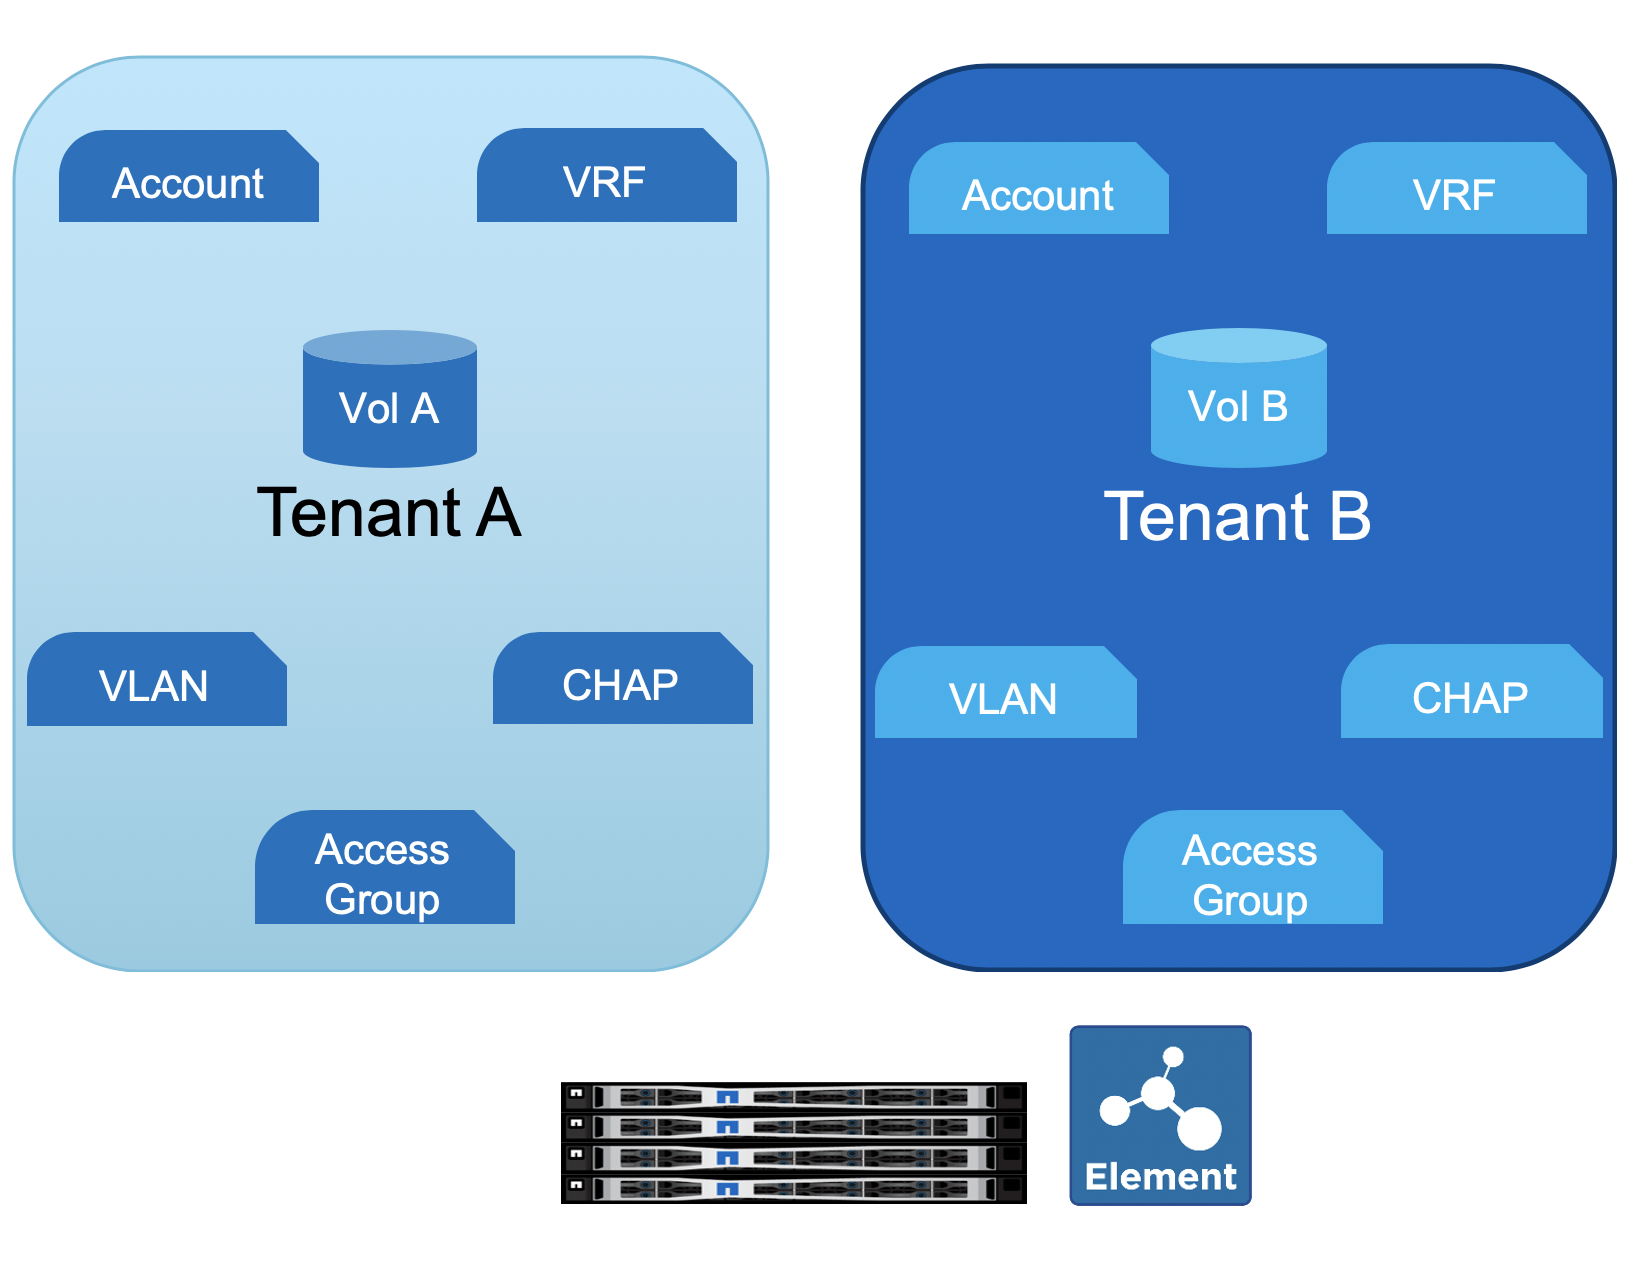 Account
VRF
Vol A
Tenant A
VLAN
CHAP
Access
Group
Account
VRF
Vol B
Tenant B
VLAN
CHAP
Access
Group
Element